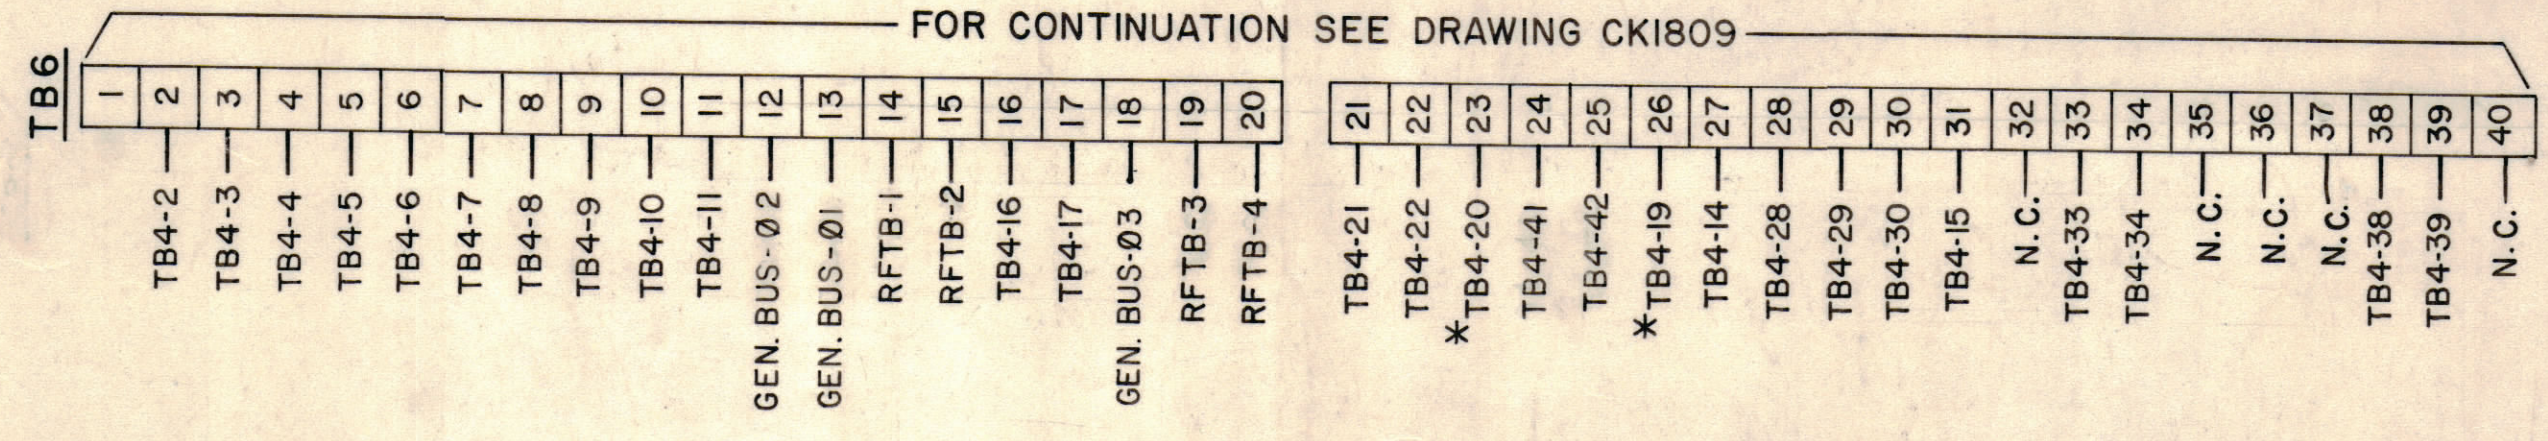 FOR CONTINUATION SEE DRAWING CK1809
TB6
1 2 3 4 5 6 7 8 9 10 11 12 13 14 15 16 17 18 19 20 21 22 23 24 25 26 27 28 29 30 31 32 33 34 35 36 37 38 39 40
TB4-2
TB4-3
TB4-4
TB4-5
TB4-6
TB4-7
TB4-8
TB4-9
TB4-10
TB4-11
GEN. BUS-Ø2
GEN. BUS-Ø1
RFTB-1
RFTB-2
TB4-16
TB4-17
GEN. BUS-Ø3
RFTB-3
RFTB-4
TB4-21
TB4-22
*TB4-20
TB4-41
TB4-42
*TB4-19
TB4-14
TB4-28
TB4-29
TB4-30
TB4-15
N.C.
TB4-33
TB4-34
N.C.
N.C.
N.C.
TB4-38
TB4-39
N.C.